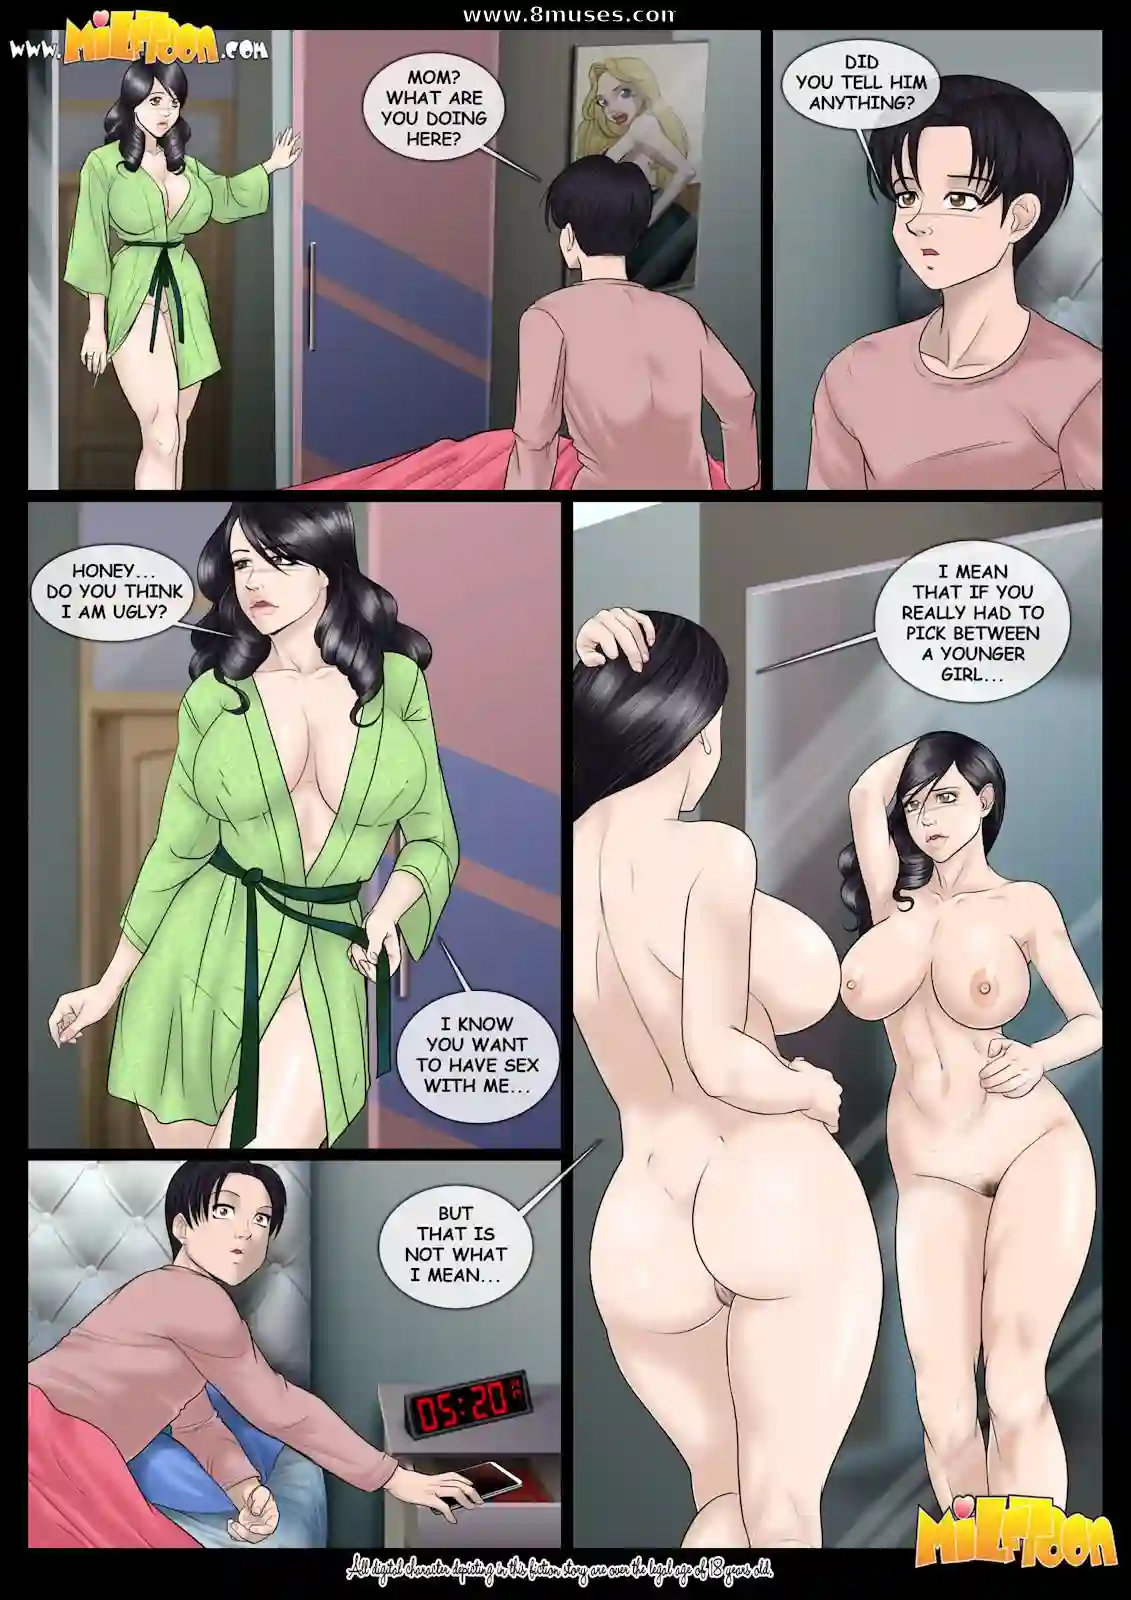 www.8muses.com
www.MilfToon.com
MOM?
WHAT ARE
YOU DOING
HERE?
DID
YOU TELL HIM
ANYTHING?
HONEY...
DO YOU THINK
I AM UGLY?
I KNOW
YOU WANT
TO HAVE SEX
WITH ME...
I MEAN
THAT IF YOU
REALLY HAD TO
PICK BETWEEN
A YOUNGER
GIRL...
BUT
THAT IS
NOT WHAT
I MEAN...
05:20
MilfToon
All digital character depicting in this fiction story are over the legal age of 18 years old.